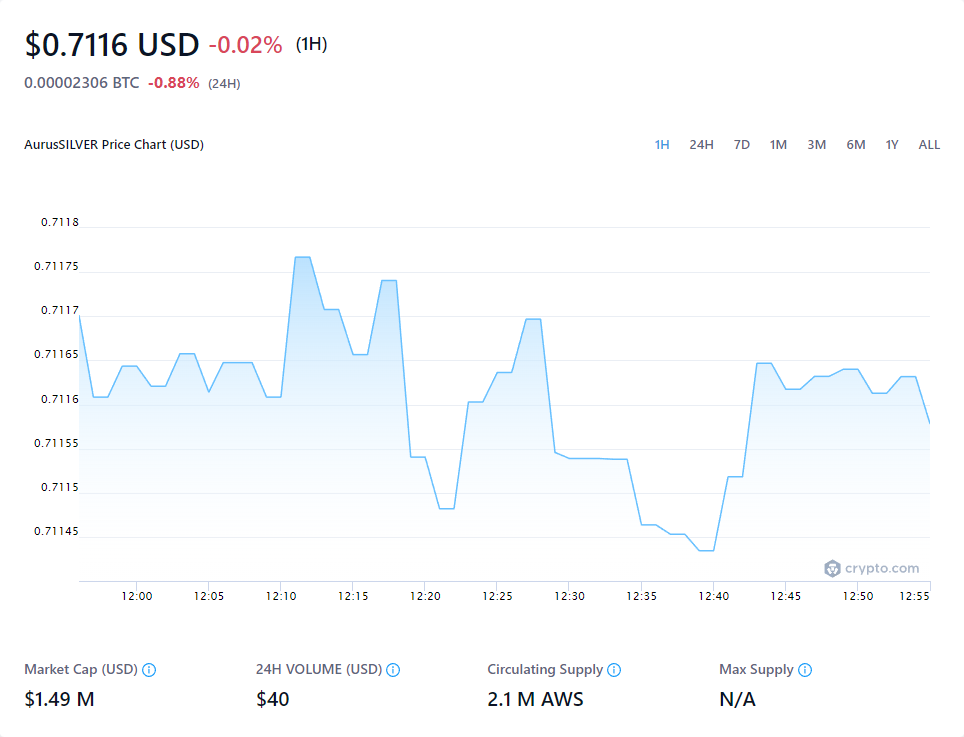 $0.7116 USD -0.02% (1H)
0.00002306 BTC -0.88% (24H)
AurusSILVER Price Chart (USD) 1H 24H 7D 1M 3M 6M 1Y ALL
0.7118
0.71175
0.7117
0.71165
0.7116
0.71155
0.7115
0.71145
crypto.com
12:00 12:05 12:10 12:15 12:20 12:25 12:30 12:35 12:40 12:45 12:50 12:55
Market Cap (USD) 24H VOLUME (USD) Circulating Supply Max Supply
$1.49 M $40 2.1 M AWS N/A